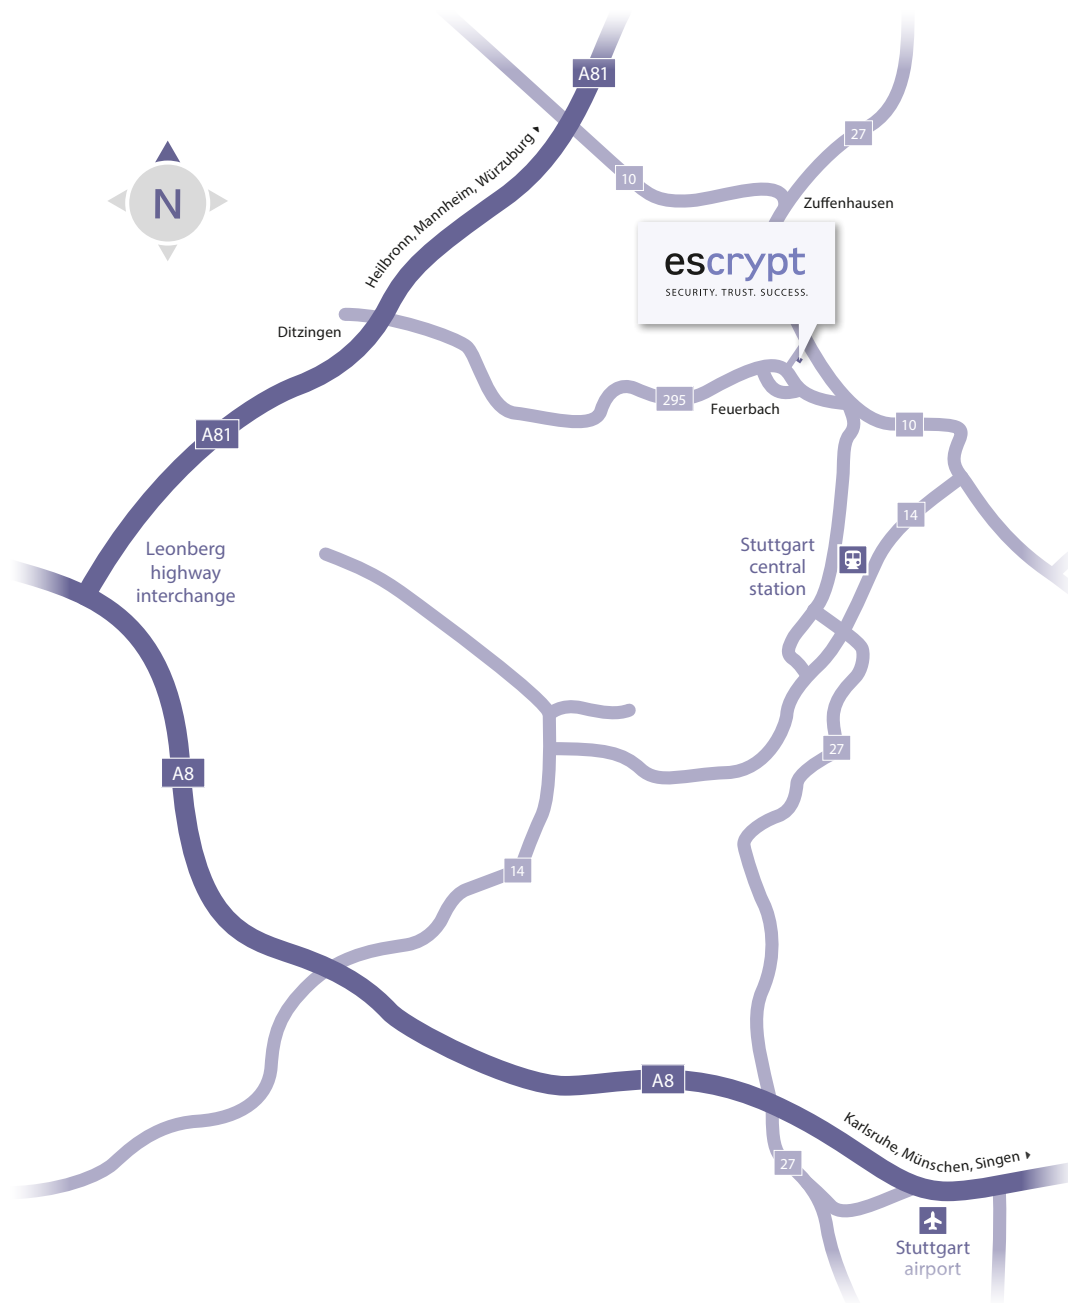 A81
27
Heilbronn, Mannheim, Würzuburg
10
N
Zuffenhausen
escrypt
SECURITY. TRUST. SUCCESS.
Ditzingen
295
Feuerbach
10
A81
14
Stuttgart
central
station
Leonberg
highway
interchange
27
A8
14
A8
Karlsruhe, Münschen, Singen
27
Stuttgart
airport